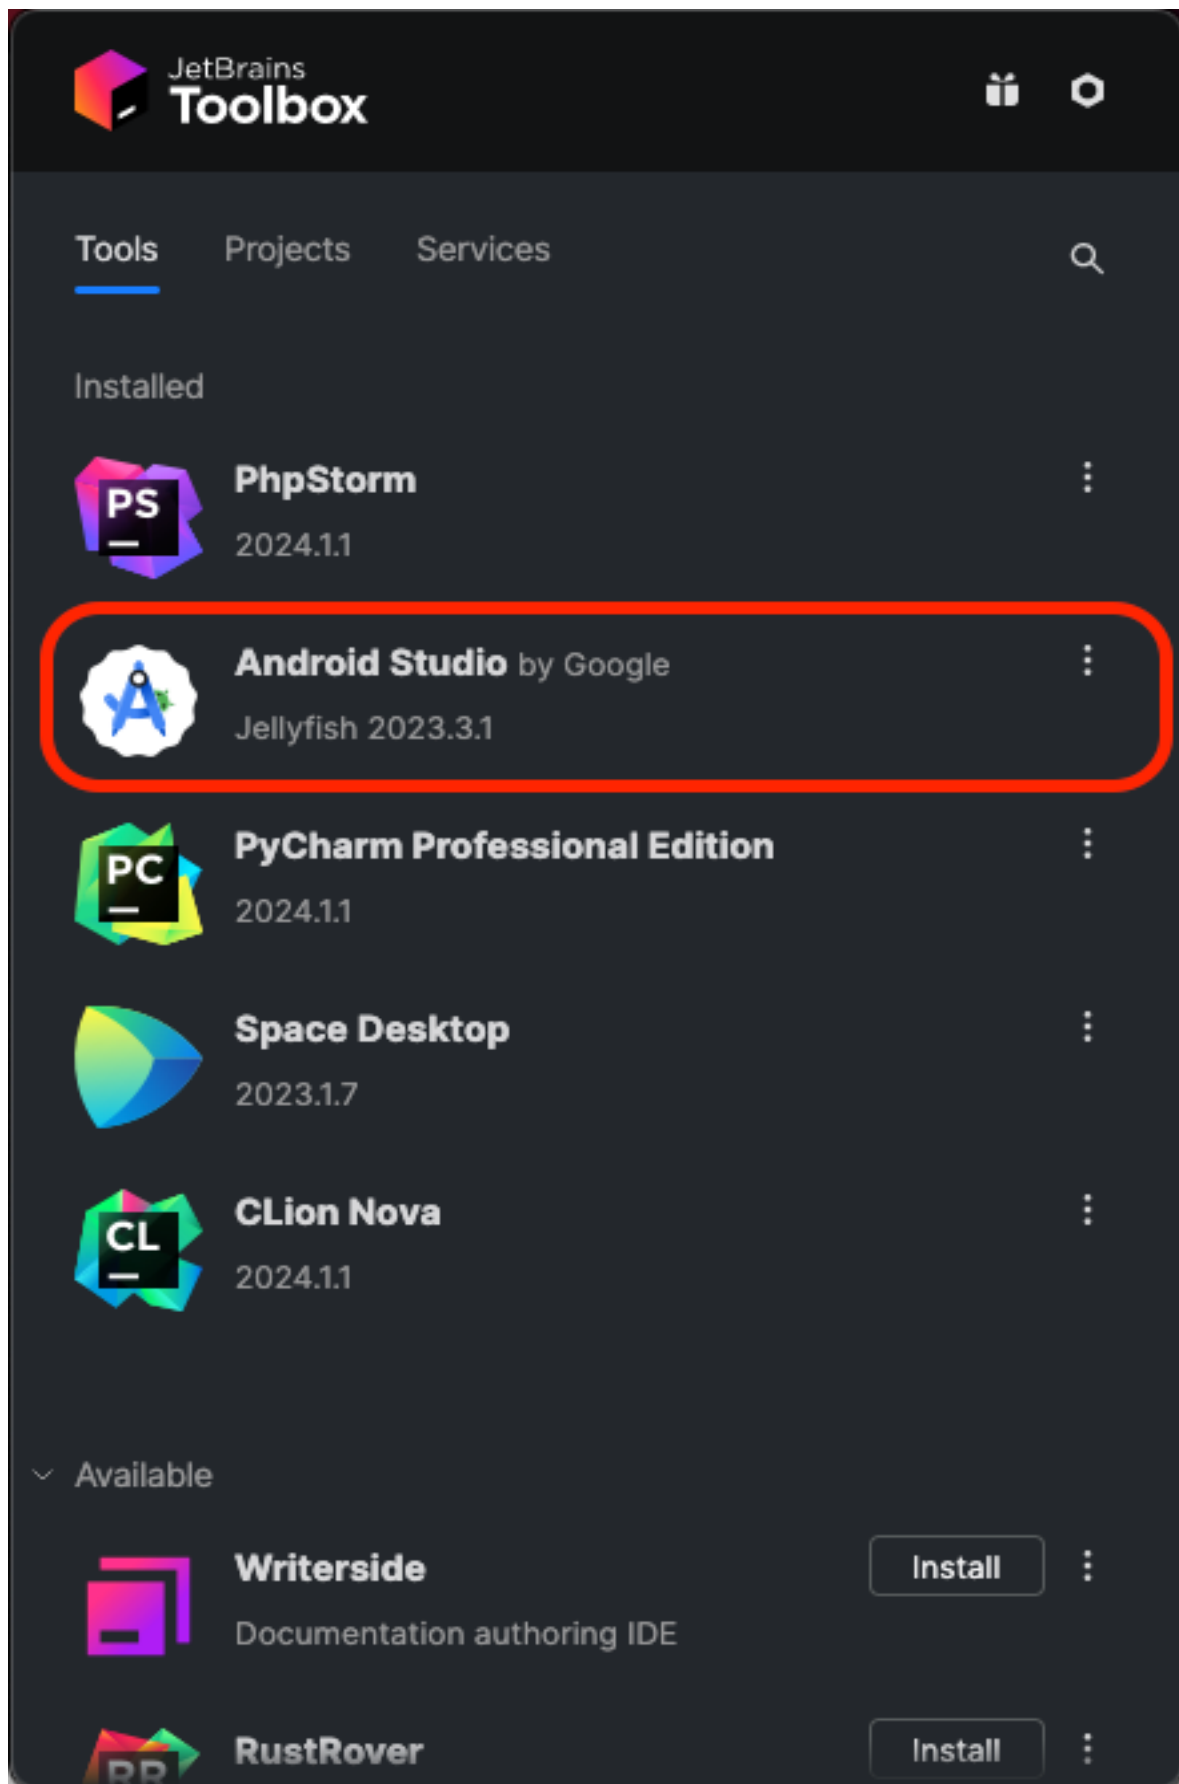 JetBrains
Toolbox
Tools Projects Services
Installed
PS
PhpStorm
2024.1.1
Android Studio by Google
Jellyfish 2023.3.1
PC
PyCharm Professional Edition
2024.1.1
Space Desktop
2023.1.7
CL
CLion Nova
2024.1.1
Available
Writerside
Install
Documentation authoring IDE
RR
RustRover
Install